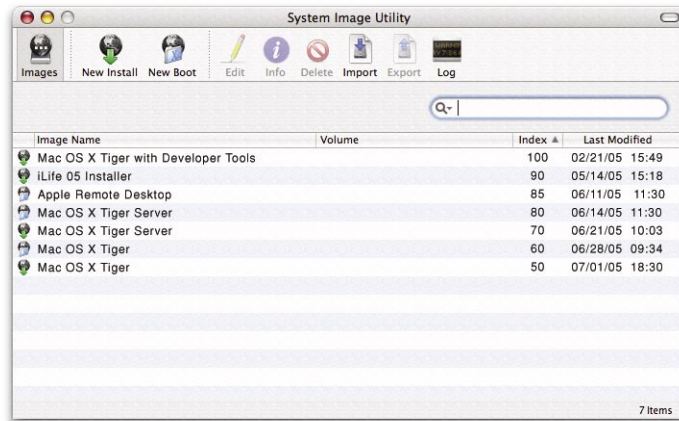 System Image Utility
Images New Install New Boot Edit Info Delete Import Export Log
Image Name Volume Index Last Modified
Mac OS X Tiger with Developer Tools 100 02/21/05 15:49
iLife 05 Installer 90 05/14/05 15:18
Apple Remote Desktop 85 06/11/05 11:30
Mac OS X Tiger Server 80 06/14/05 11:30
Mac OS X Tiger Server 70 06/21/05 10:03
Mac OS X Tiger 60 06/28/05 09:34
Mac OS X Tiger 50 07/01/05 18:30
7 Items